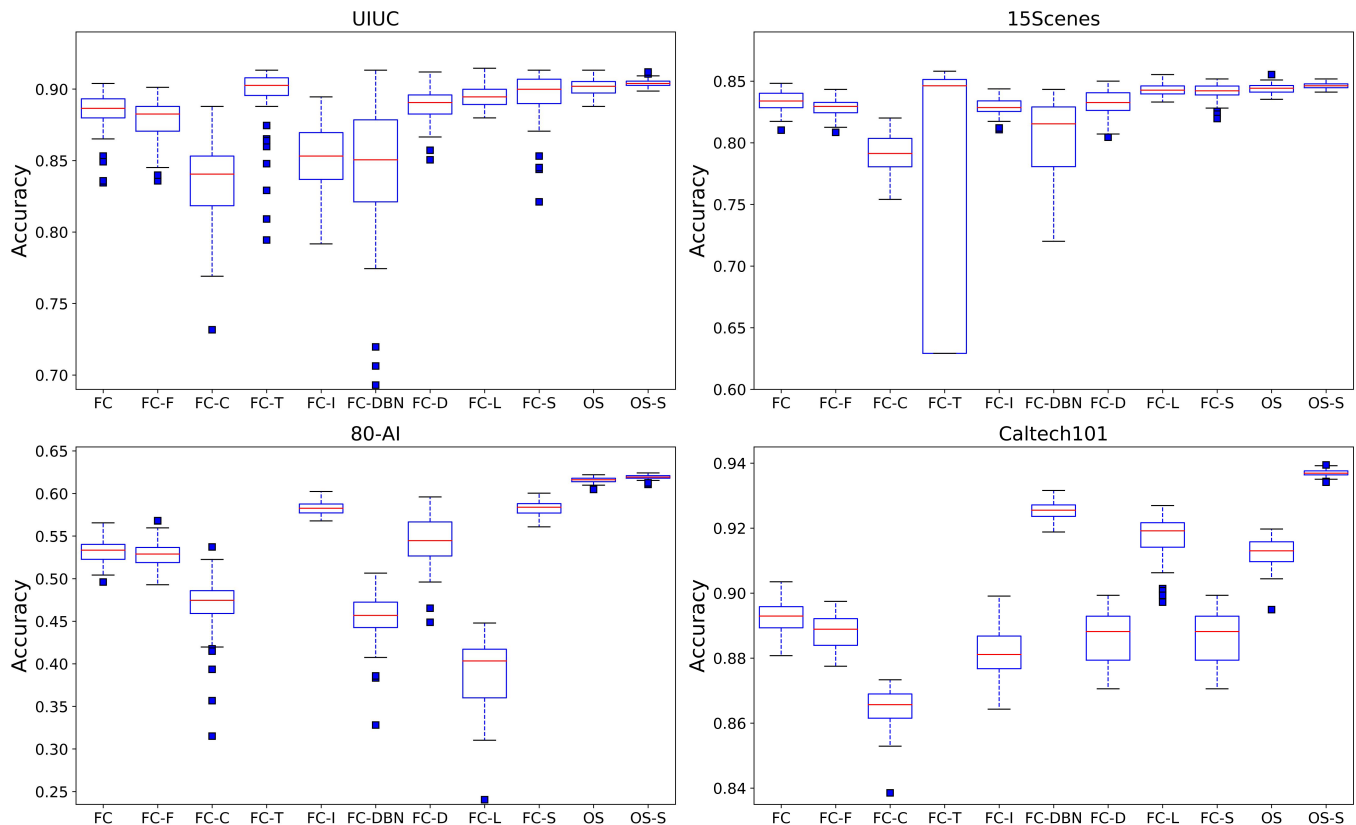 UIUC
Accuracy
0.90
0.85
0.80
0.75
0.70
FC FC-F FC-C FC-T FC-I FC-DBN FC-D FC-L FC-S OS OS-S
15Scenes
Accuracy
0.85
0.80
0.75
0.70
0.65
0.60
FC FC-F FC-C FC-T FC-I FC-DBN FC-D FC-L FC-S OS OS-S
80-AI
Accuracy
0.65
0.60
0.55
0.50
0.45
0.40
0.35
0.30
0.25
FC FC-F FC-C FC-T FC-I FC-DBN FC-D FC-L FC-S OS OS-S
Caltech101
Accuracy
0.94
0.92
0.90
0.88
0.86
0.84
FC FC-F FC-C FC-T FC-I FC-DBN FC-D FC-L FC-S OS OS-S